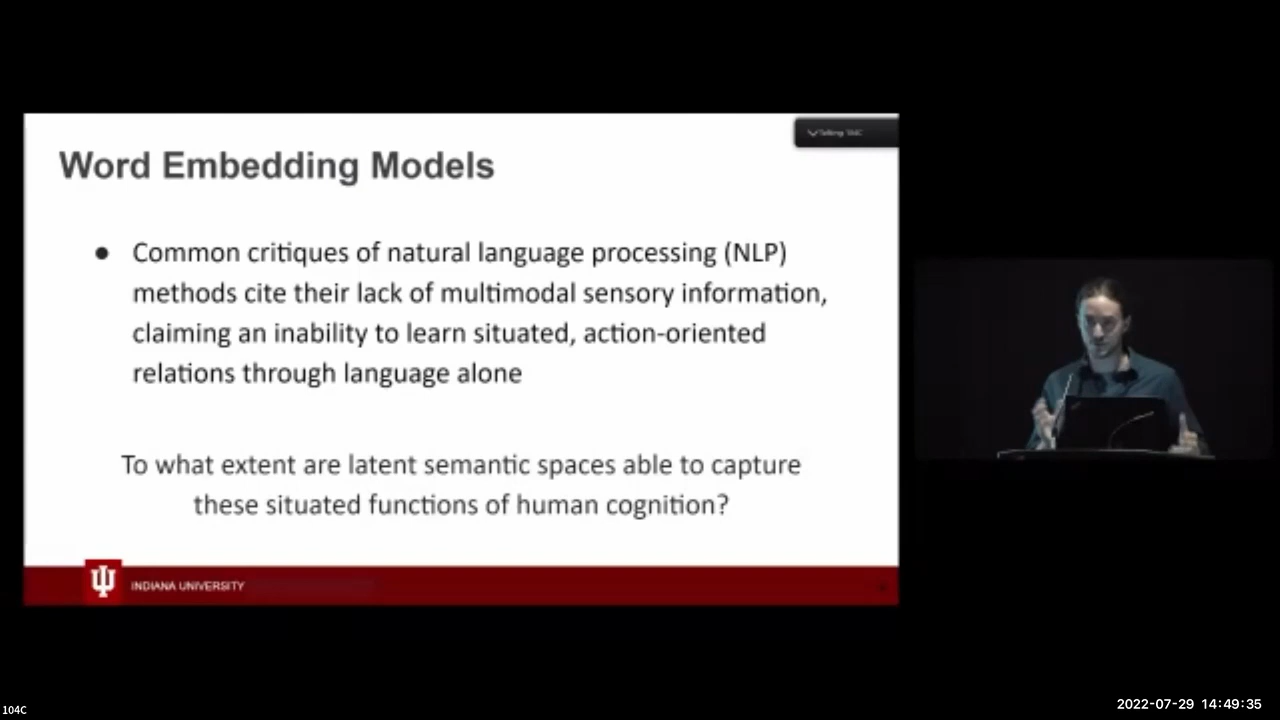 Talking: 104C
Word Embedding Models
● Common critiques of natural language processing (NLP)
methods cite their lack of multimodal sensory information,
claiming an inability to learn situated, action-oriented
relations through language alone
To what extent are latent semantic spaces able to capture
these situated functions of human cognition?
INDIANA UNIVERSITY
104C
2022-07-29 14:49:35